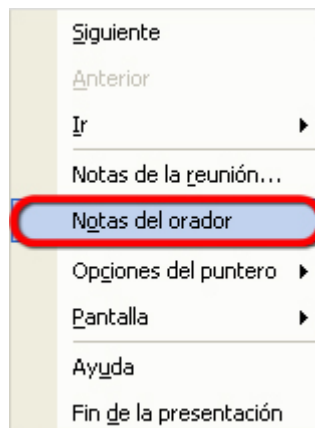 Siguiente
Anterior
Ir
Notas de la reunión...
Notas del orador
Opciones del puntero
Pantalla
Ayuda
Fin de la presentación